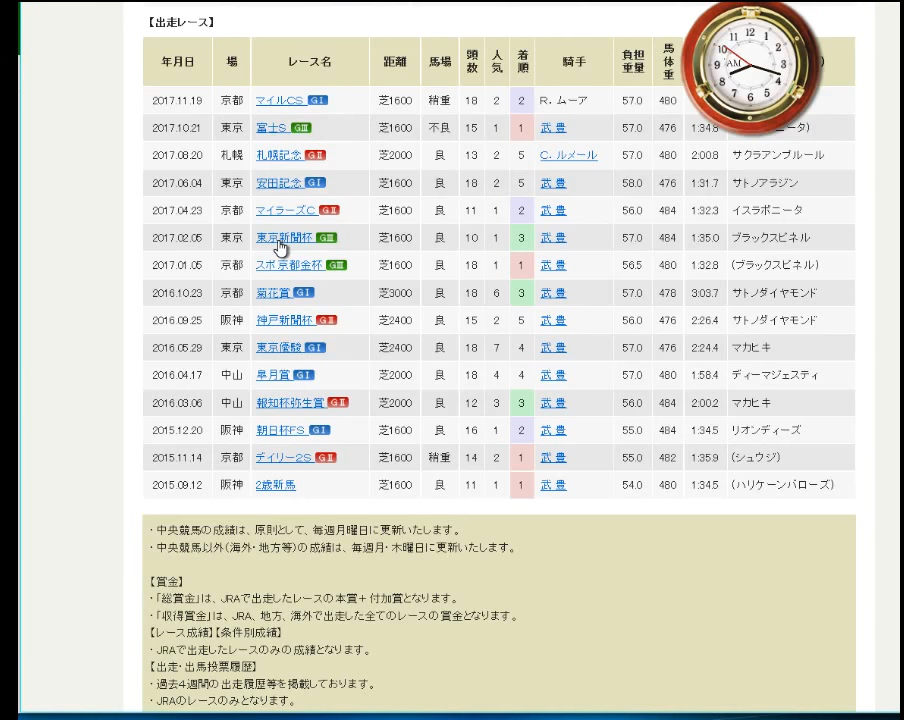 【出走レース】
年月日 場 レース名 距離 馬場 頭数 人気 着順 騎手 負担重量 馬体重 )
2017.11.19 京都 マイルCS GⅠ 芝1600 稍重 18 2 2 R. ムーア 57.0 480
2017.10.21 東京 富士S GⅢ 芝1600 不良 15 1 1 武 豊 57.0 476 1:34.8 ニータ)
2017.08.20 札幌 札幌記念 GⅡ 芝2000 良 13 2 5 C. ルメール 57.0 480 2:00.8 サクラアンプルール
2017.06.04 東京 安田記念 GⅠ 芝1600 良 18 2 5 武 豊 58.0 476 1:31.7 サトノアラジン
2017.04.23 京都 マイラーズC GⅡ 芝1600 良 11 1 2 武 豊 56.0 484 1:32.3 イスラボニータ
2017.02.05 東京 東京新聞杯 GⅢ 芝1600 良 10 1 3 武 豊 57.0 484 1:35.0 ブラックスピネル
2017.01.05 京都 スポ京都金杯 GⅢ 芝1600 良 18 1 1 武 豊 56.5 480 1:32.8 (ブラックスピネル)
2016.10.23 京都 菊花賞 GⅠ 芝3000 良 18 6 3 武 豊 57.0 478 3:03.7 サトノダイヤモンド
2016.09.25 阪神 神戸新聞杯 GⅡ 芝2400 良 15 2 5 武 豊 56.0 476 2:26.4 サトノダイヤモンド
2016.05.29 東京 東京優駿 GⅠ 芝2400 良 18 7 4 武 豊 57.0 476 2:24.4 マカヒキ
2016.04.17 中山 皐月賞 GⅠ 芝2000 良 18 4 4 武 豊 57.0 480 1:58.4 ディーマジェスティ
2016.03.06 中山 報知杯弥生賞 GⅡ 芝2000 良 12 3 3 武 豊 56.0 484 2:00.2 マカヒキ
2015.12.20 阪神 朝日杯FS GⅠ 芝1600 良 16 1 2 武 豊 55.0 484 1:34.5 リオンディーズ
2015.11.14 京都 デイリー2S GⅡ 芝1600 稍重 14 2 1 武 豊 55.0 482 1:35.9 (シュウジ)
2015.09.12 阪神 2歳新馬 芝1600 良 11 1 1 武 豊 54.0 480 1:34.5 (ハリケーンバローズ)
・中央競馬の成績は、原則として、毎週月曜日に更新いたします。
・中央競馬以外(海外・地方等)の成績は、毎週月・木曜日に更新いたします。
【賞金】
・「総賞金」は、JRAで出走したレースの本賞+付加賞となります。
・「収得賞金」は、JRA、地方、海外で出走した全てのレースの賞金となります。
【レース成績】【条件別成績】
・JRAで出走したレースのみの成績となります。
【出走・出馬投票履歴】
・過去4週間の出走履歴等を掲載しております。
・JRAのレースのみとなります。
11 12 1
10 AM 2
9 3
8 4
7 6 5